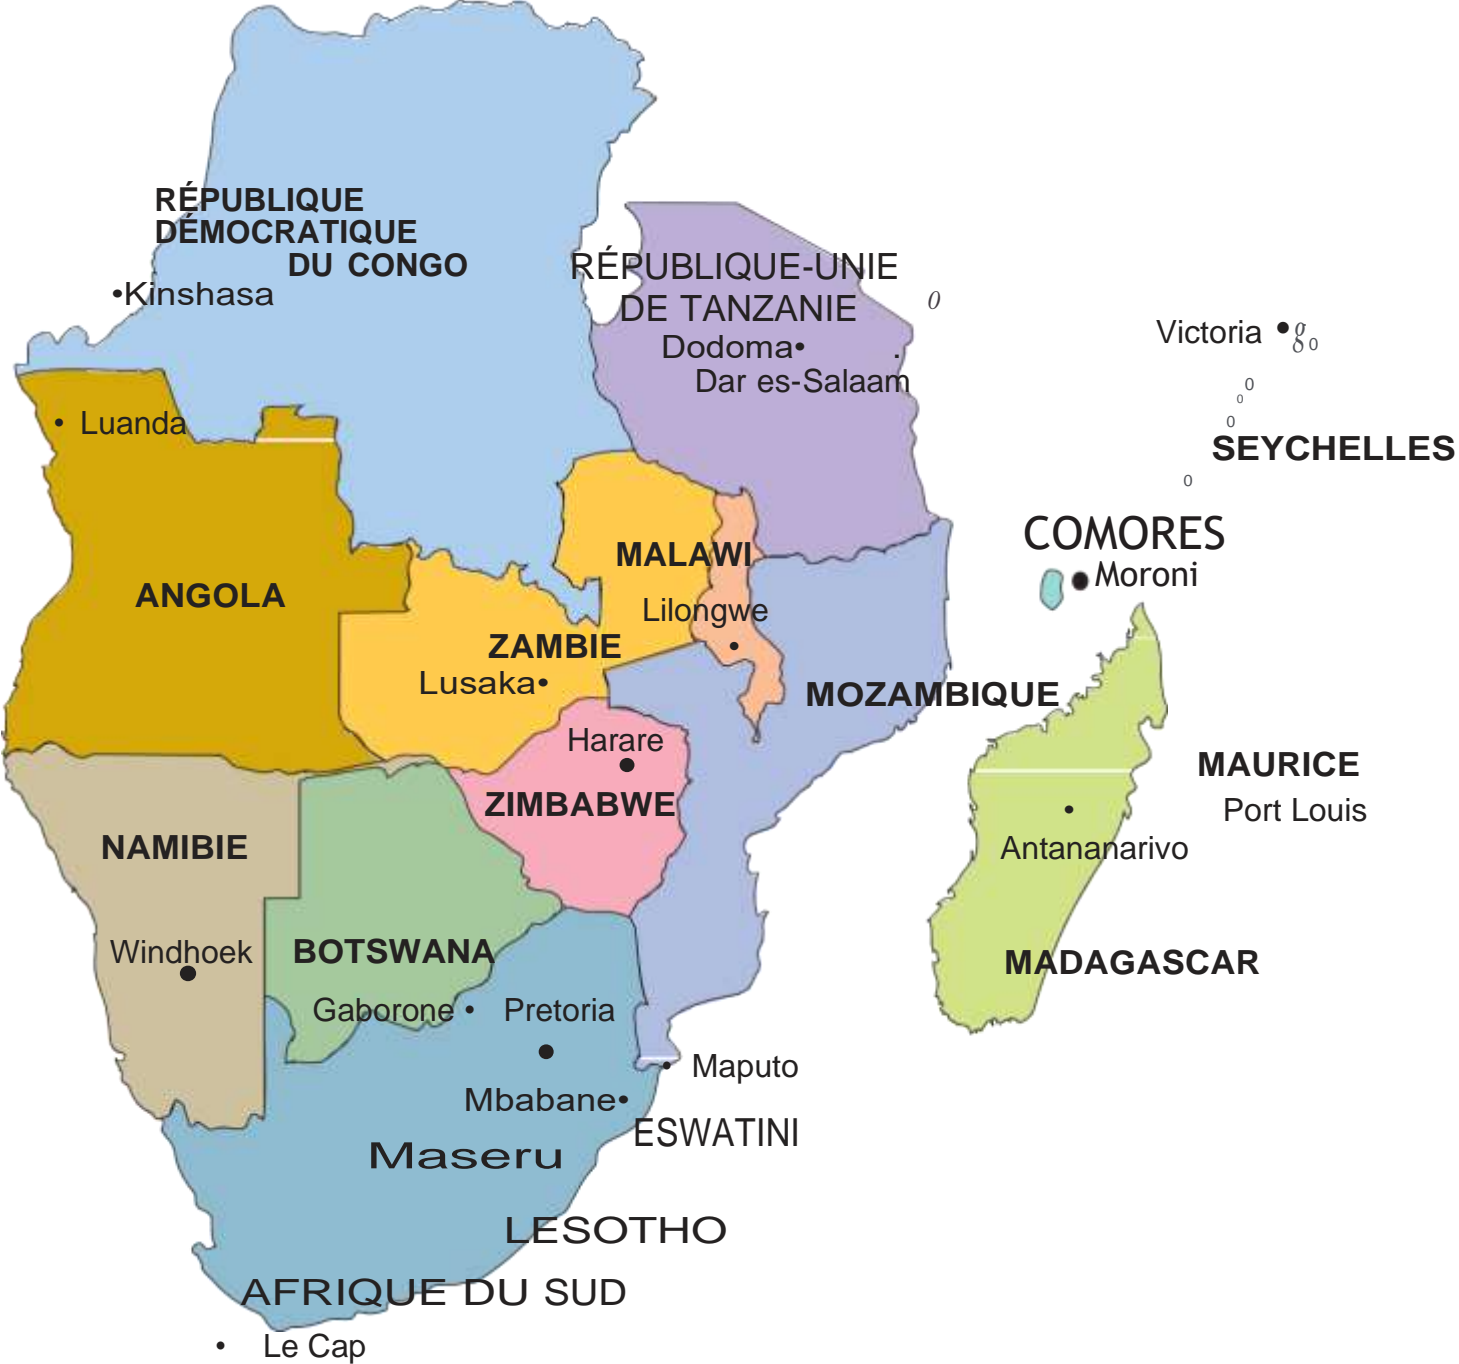 RÉPUBLIQUE
DÉMOCRATIQUE
DU CONGO
•Kinshasa
RÉPUBLIQUE-UNIE
DE TANZANIE
Dodoma•
Dar es-Salaam
Victoria
SEYCHELLES
• Luanda
COMORES
Moroni
MALAWI
ANGOLA
Lilongwe
ZAMBIE
Lusaka•
MOZAMBIQUE
Harare
ZIMBABWE
MAURICE
Port Louis
NAMIBIE
Antananarivo
Windhoek
BOTSWANA
MADAGASCAR
Gaborone •
Pretoria
Maputo
Mbabane•
ESWATINI
Maseru
LESOTHO
AFRIQUE DU SUD
• Le Cap